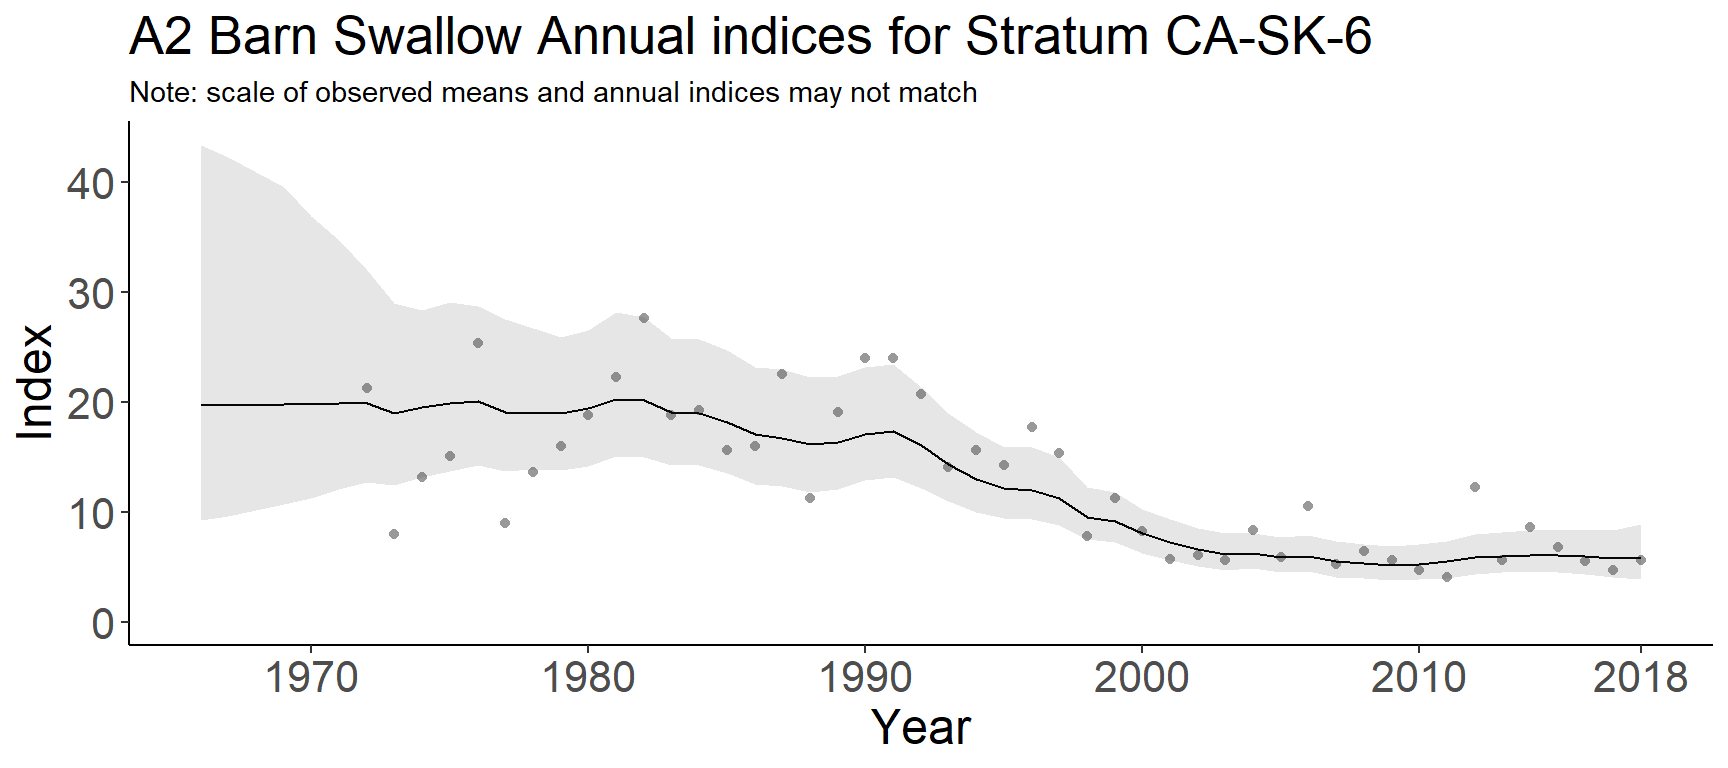 A2 Barn Swallow Annual indices for Stratum CA-SK-6
Note: scale of observed means and annual indices may not match
40
30
20
10
0
Index
1970 1980 1990 2000 2010 2018
Year